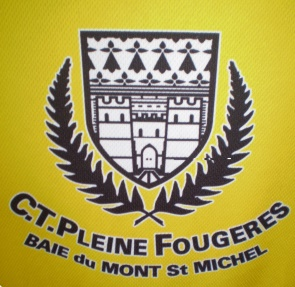 C.T. PLEINE FOUGERES
BAIE du MONT St MICHEL